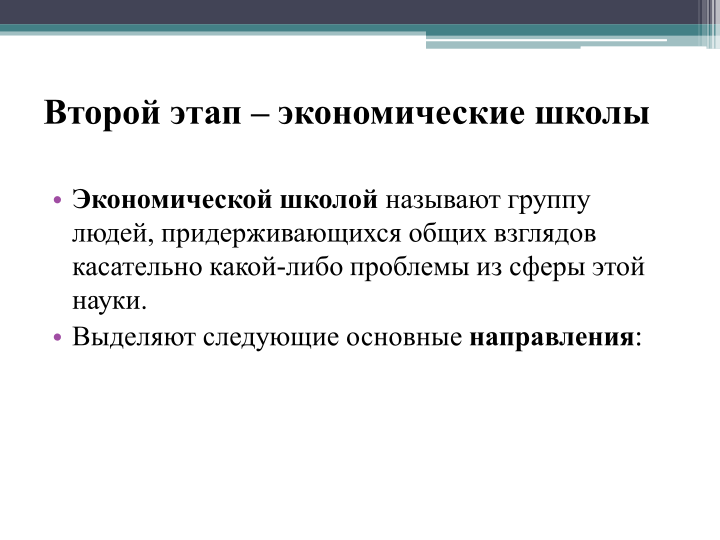 Второй этап – экономические школы
• Экономической школой называют группу
людей, придерживающихся общих взглядов
касательно какой-либо проблемы из сферы этой
науки.
• Выделяют следующие основные направления: